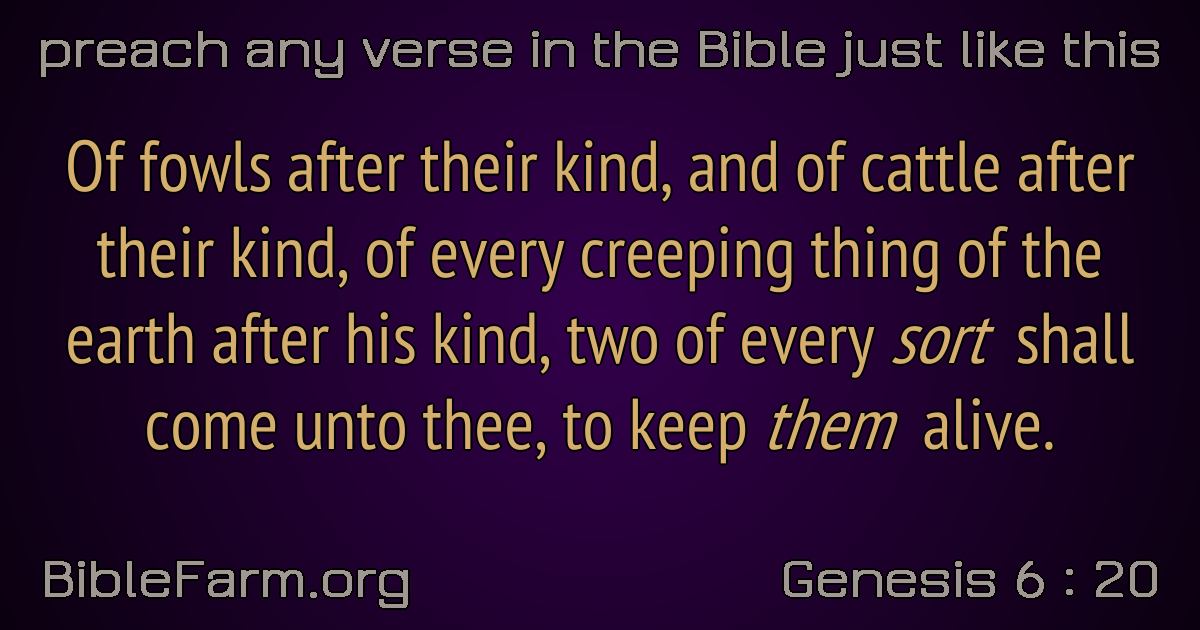 preach any verse in the Bible just like this
Of fowls after their kind, and of cattle after
their kind, of every creeping thing of the
earth after his kind, two of every sort shall
come unto thee, to keep them alive.
BibleFarm.org
Genesis 6 : 20